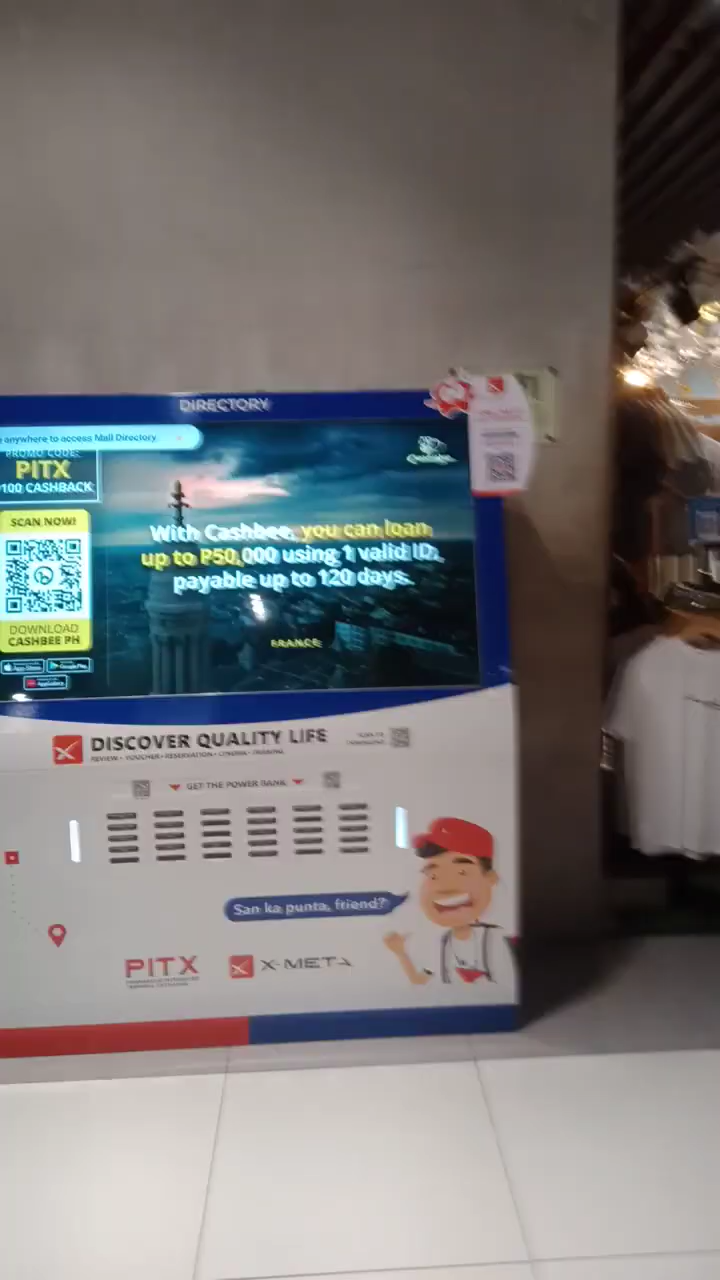 DIRECTORY
anywhere to access Mall Directory
PROMO CODE:
PITX
100 CASHBACK
SCAN NOW!
DOWNLOAD
CASHBEE PH
With Cashbee, you can loan
up to P50,000 using 1 valid ID,
payable up to 120 days.
FRANCE
DISCOVER QUALITY LIFE
GET THE POWER BANK
San ka punta, friend?
PITX
X-META